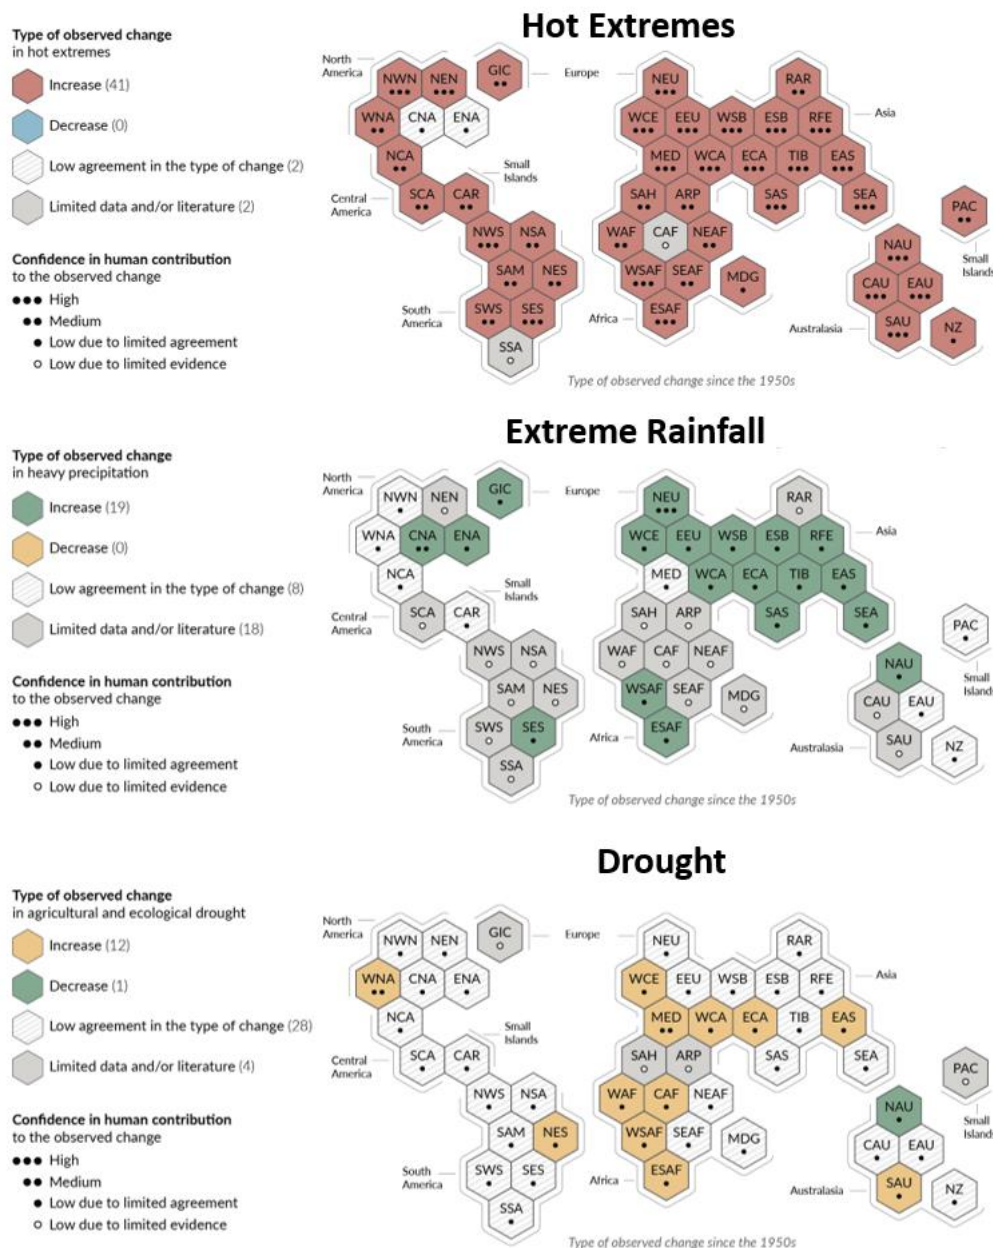 Hot Extremes
Type of observed change
in hot extremes
Increase (41)
Decrease (0)
Low agreement in the type of change (2)
Limited data and/or literature (2)
Confidence in human contribution
to the observed change
●●● High
●● Medium
● Low due to limited agreement
○ Low due to limited evidence
North
America
GIC
Europe
NWN NEN NEU RAR
WNA CNA ENA WCE EEU WSB ESB RFE
Asia
NCA MED WCA ECA TIB EAS
Small
Islands
Central
America
SCA CAR SAH ARP SAS SEA PAC
NWS NSA WAF CAF NEAF NAU
Small
Islands
SAM NES WSAF SEAF MDG CAU EAU
South
America
SWS SES
Africa
ESAF
Australasia
SAU NZ
SSA
Type of observed change since the 1950s
Extreme Rainfall
Type of observed change
in heavy precipitation
Increase (19)
Decrease (0)
Low agreement in the type of change (8)
Limited data and/or literature (18)
Confidence in human contribution
to the observed change
●●● High
●● Medium
● Low due to limited agreement
○ Low due to limited evidence
North
America
GIC
Europe
NWN NEN NEU RAR
WNA CNA ENA WCE EEU WSB ESB RFE
Asia
NCA MED WCA ECA TIB EAS
Small
Islands
Central
America
SCA CAR SAH ARP SAS SEA PAC
NWS NSA WAF CAF NEAF NAU
Small
Islands
SAM NES WSAF SEAF MDG CAU EAU
South
America
SWS SES
Africa
ESAF
Australasia
SAU NZ
SSA
Type of observed change since the 1950s
Drought
Type of observed change
in agricultural and ecological drought
Increase (12)
Decrease (1)
Low agreement in the type of change (28)
Limited data and/or literature (4)
Confidence in human contribution
to the observed change
●●● High
●● Medium
● Low due to limited agreement
○ Low due to limited evidence
North
America
GIC
Europe
NWN NEN NEU RAR
WNA CNA ENA WCE EEU WSB ESB RFE
Asia
NCA MED WCA ECA TIB EAS
Small
Islands
Central
America
SCA CAR SAH ARP SAS SEA PAC
NWS NSA WAF CAF NEAF NAU
Small
Islands
SAM NES WSAF SEAF MDG CAU EAU
South
America
SWS SES
Africa
ESAF
Australasia
SAU NZ
SSA
Type of observed change since the 1950s